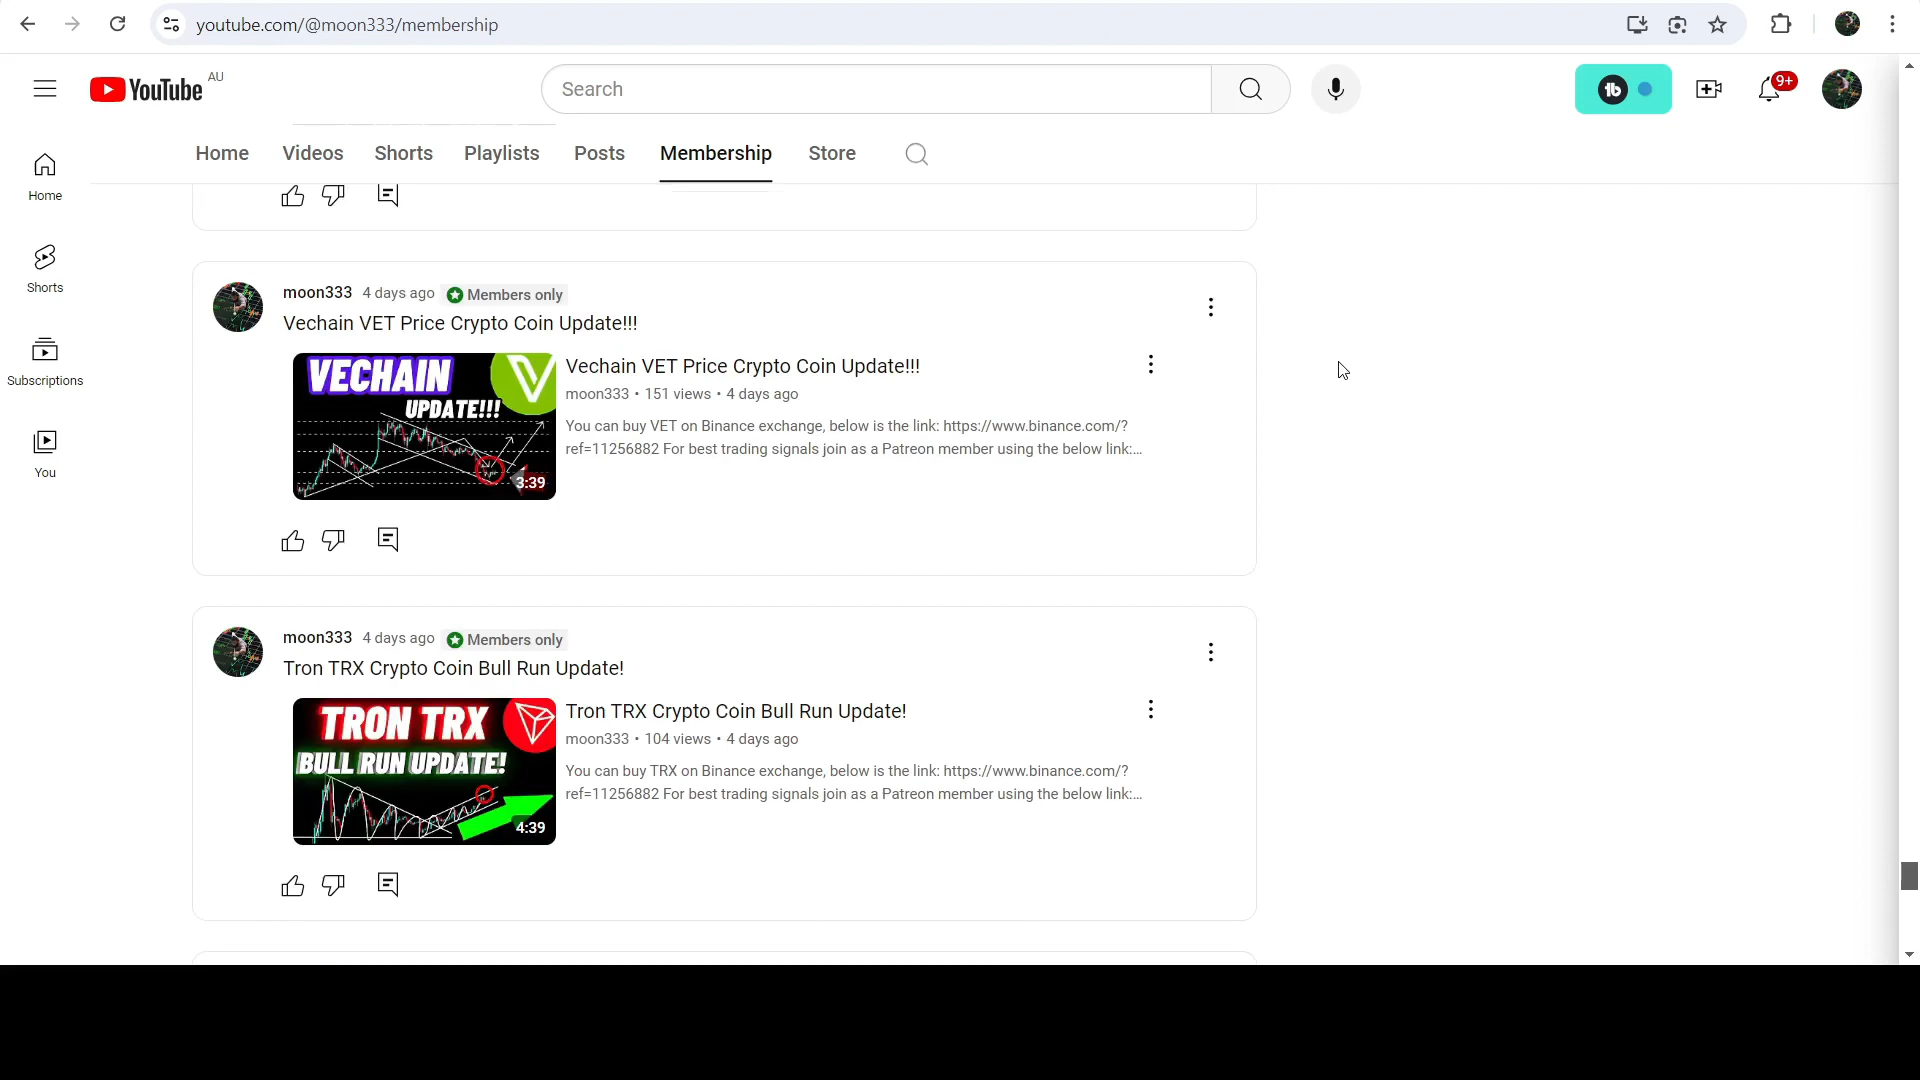 youtube.com/@moon333/membership
YouTube AU
Search
9+
Home Videos Shorts Playlists Posts Membership Store
Home
Shorts
Subscriptions
You
moon333 4 days ago Members only
Vechain VET Price Crypto Coin Update!!!
VECHAIN
UPDATE!!!
3:39
Vechain VET Price Crypto Coin Update!!!
moon333 • 151 views • 4 days ago
You can buy VET on Binance exchange, below is the link: https://www.binance.com/?
ref=11256882 For best trading signals join as a Patreon member using the below link:...
moon333 4 days ago Members only
Tron TRX Crypto Coin Bull Run Update!
TRON TRX
BULL RUN UPDATE!
4:39
Tron TRX Crypto Coin Bull Run Update!
moon333 • 104 views • 4 days ago
You can buy TRX on Binance exchange, below is the link: https://www.binance.com/?
ref=11256882 For best trading signals join as a Patreon member using the below link:...